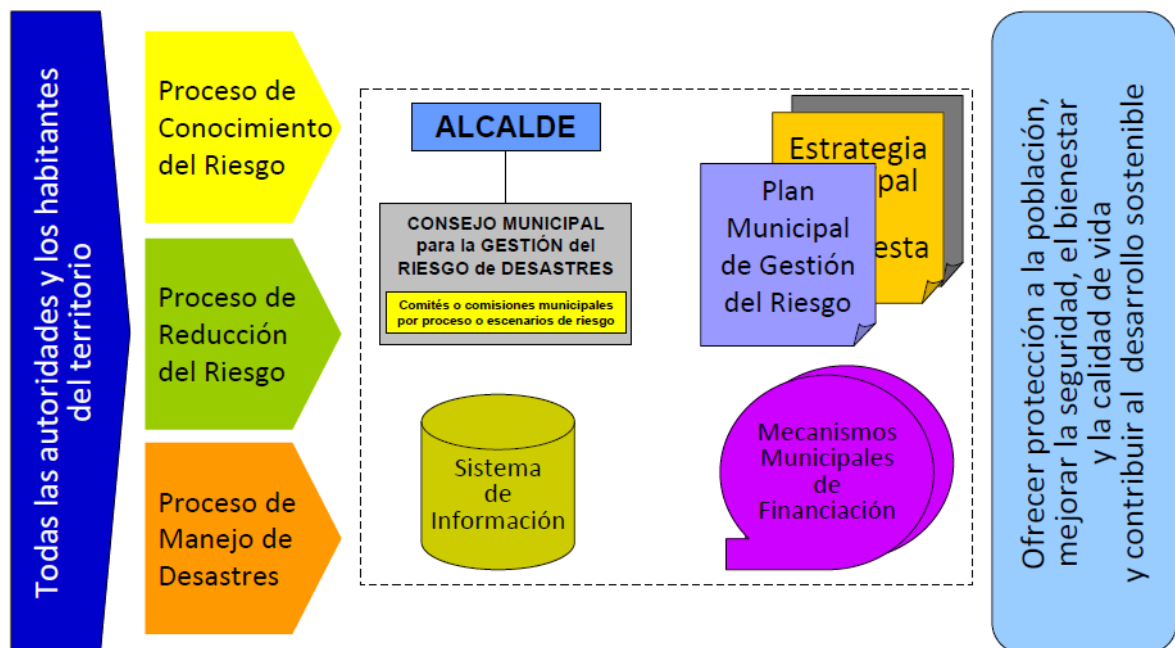 Todas las autoridades y los habitantes
del territorio
Proceso de
Conocimiento
del Riesgo
Proceso de
Reducción
del Riesgo
Proceso de
Manejo de
Desastres
ALCALDE
CONSEJO MUNICIPAL
para la GESTIÓN del
RIESGO de DESASTRES
Comités o comisiones municipales
por proceso o escenarios de riesgo
Estrategia
Plan
Municipal
de Gestión
del Riesgo
Sistema
de
Información
Mecanismos
Municipales
de
Financiación
Ofrecer protección a la población,
mejorar la seguridad, el bienestar
y la calidad de vida
y contribuir al desarrollo sostenible